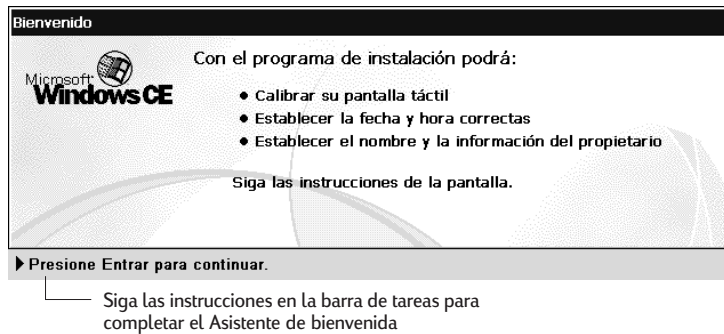 Bienvenido
Con el programa de instalación podrá:
Microsoft
Windows CE
● Calibrar su pantalla táctil
● Establecer la fecha y hora correctas
● Establecer el nombre y la información del propietario
Siga las instrucciones de la pantalla.
Presione Entrar para continuar.
Siga las instrucciones en la barra de tareas para
completar el Asistente de bienvenida